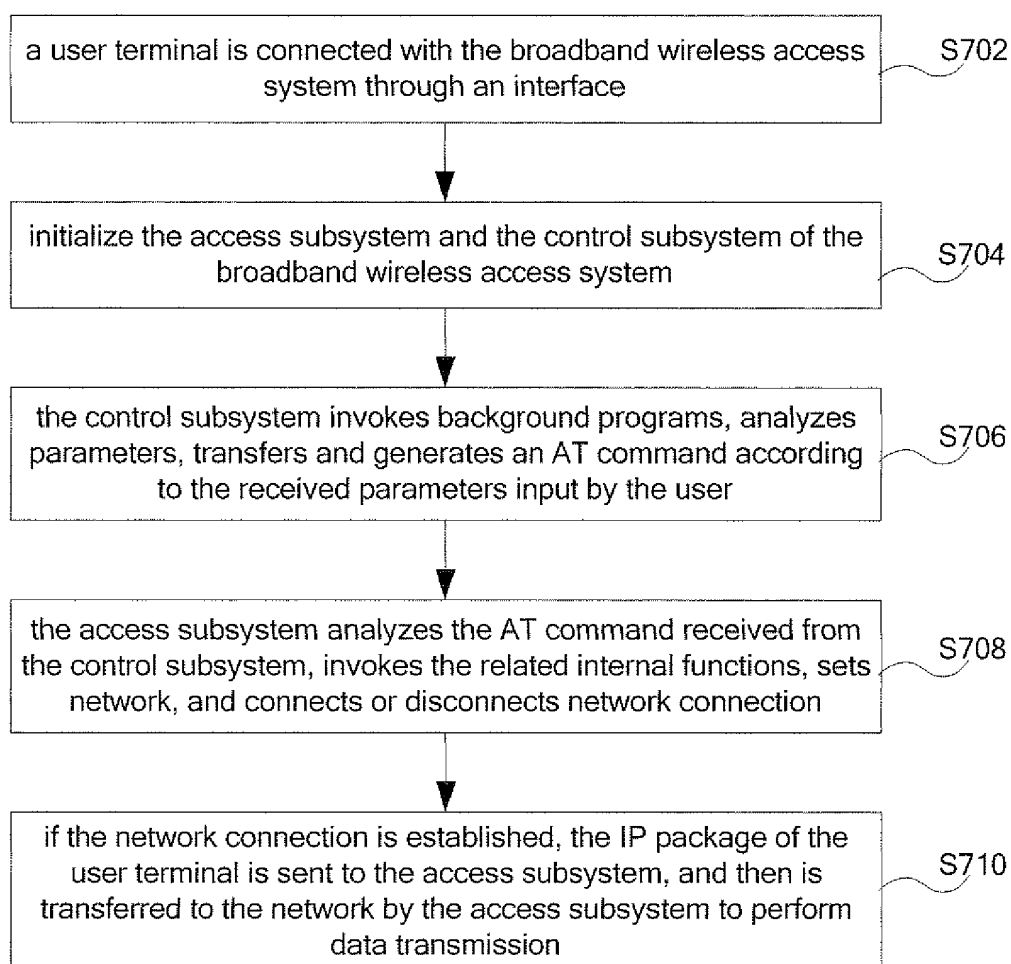 a user terminal is connected with the broadband wireless access
system through an interface
S702
initialize the access subsystem and the control subsystem of the
broadband wireless access system
S704
the control subsystem invokes background programs, analyzes
parameters, transfers and generates an AT command according
to the received parameters input by the user
S706
the access subsystem analyzes the AT command received from
the control subsystem, invokes the related internal functions, sets
network, and connects or disconnects network connection
S708
if the network connection is established, the IP package of the
user terminal is sent to the access subsystem, and then is
transferred to the network by the access subsystem to perform
data transmission
S710